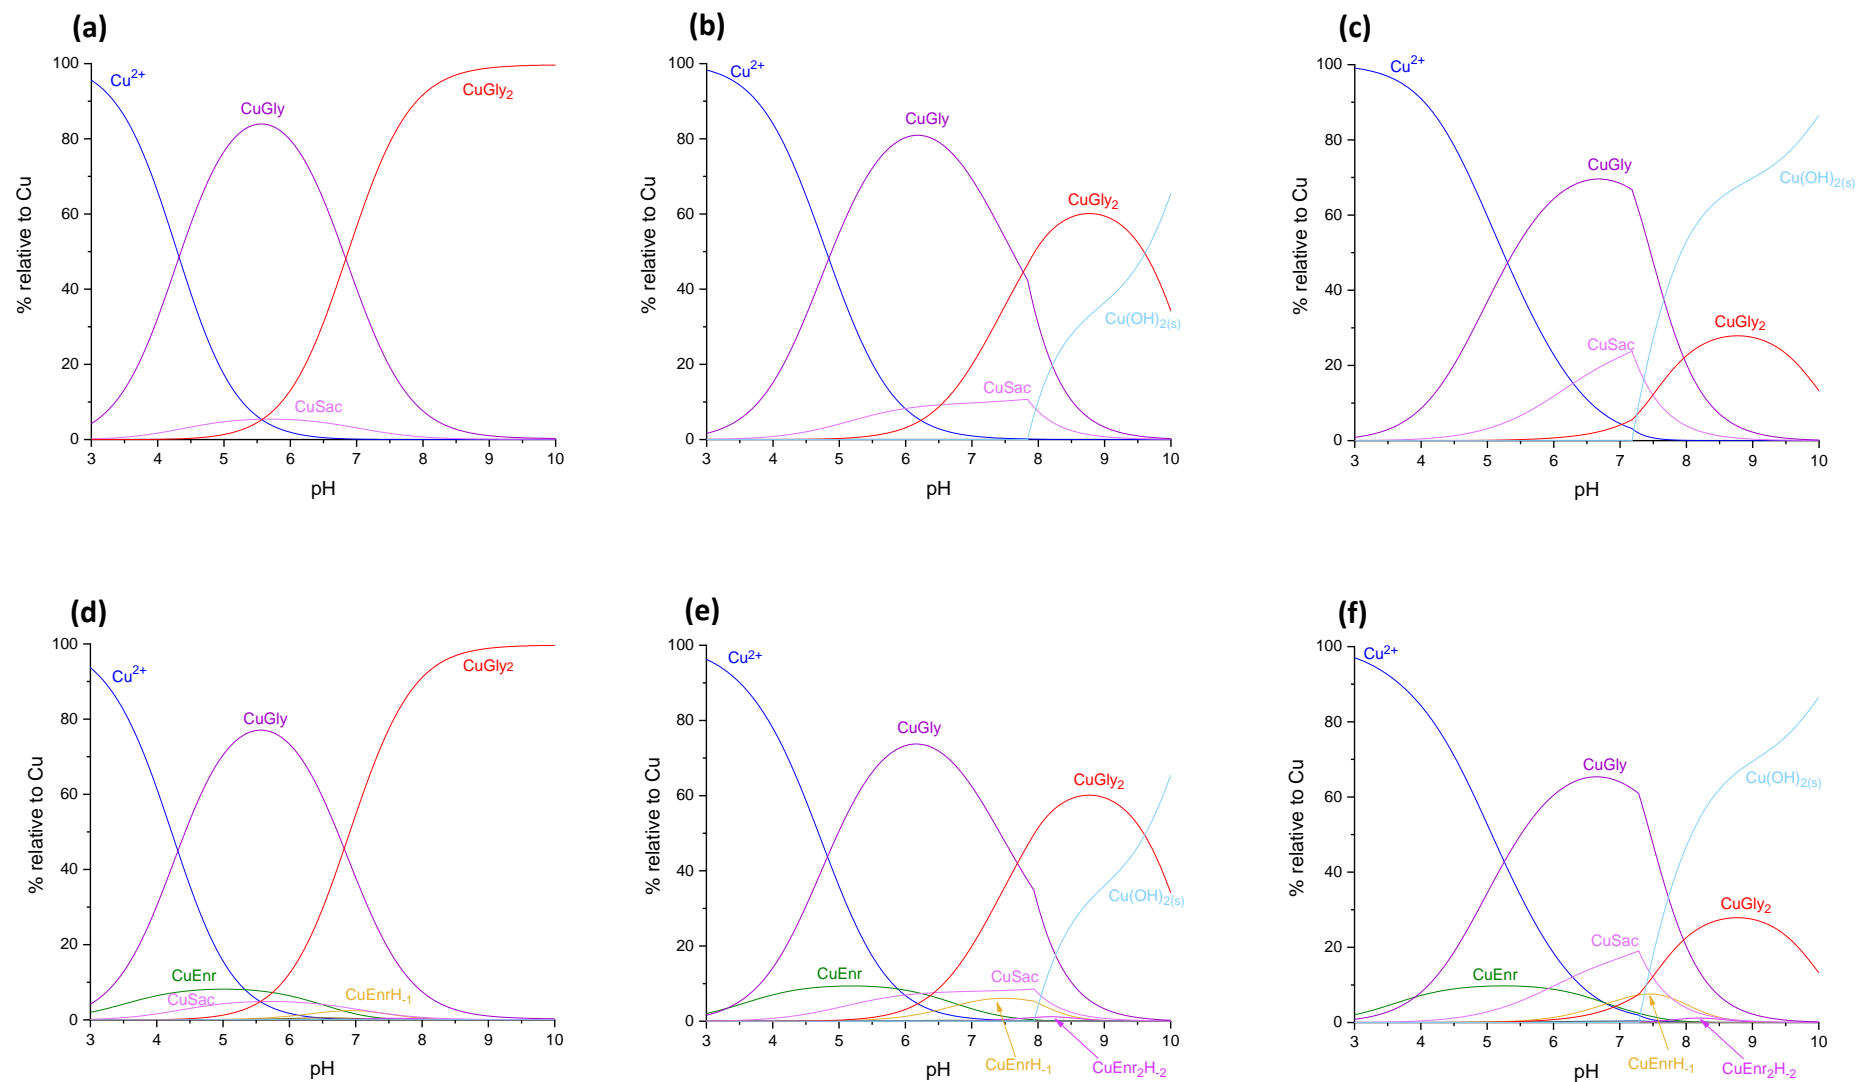 (a)
100
80
60
40
20
0
3 4 5 6 7 8 9 10
% relative to Cu
pH
Cu2+
CuGly
CuGly2
CuSac
(b)
100
80
60
40
20
0
3 4 5 6 7 8 9 10
% relative to Cu
pH
Cu2+
CuGly
CuGly2
Cu(OH)2(s)
CuSac
(c)
100
80
60
40
20
0
3 4 5 6 7 8 9 10
% relative to Cu
pH
Cu2+
CuGly
Cu(OH)2(s)
CuSac
CuGly2
(d)
100
80
60
40
20
0
3 4 5 6 7 8 9 10
% relative to Cu
pH
Cu2+
CuGly
CuGly2
CuEnr
CuSac
CuEnrH-1
(e)
100
80
60
40
20
0
3 4 5 6 7 8 9 10
% relative to Cu
pH
Cu2+
CuGly
CuGly2
Cu(OH)2(s)
CuEnr
CuSac
CuEnrH-1
CuEnr2H-2
(f)
100
80
60
40
20
0
3 4 5 6 7 8 9 10
% relative to Cu
pH
Cu2+
CuGly
Cu(OH)2(s)
CuGly2
CuSac
CuEnr
CuEnrH-1
CuEnr2H-2